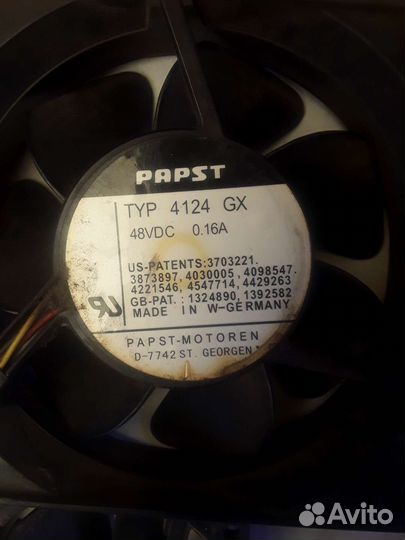 PAPST
TYP 4124 GX
48VDC 0.16A
US-PATENTS:3703221.
3873897, 4030005, 4098547.
4221546, 4547714, 4429263
GB-PAT.: 1324890, 1392582
MADE IN W-GERMANY
PAPST-MOTOREN
D-7742 ST. GEORGEN
Avito